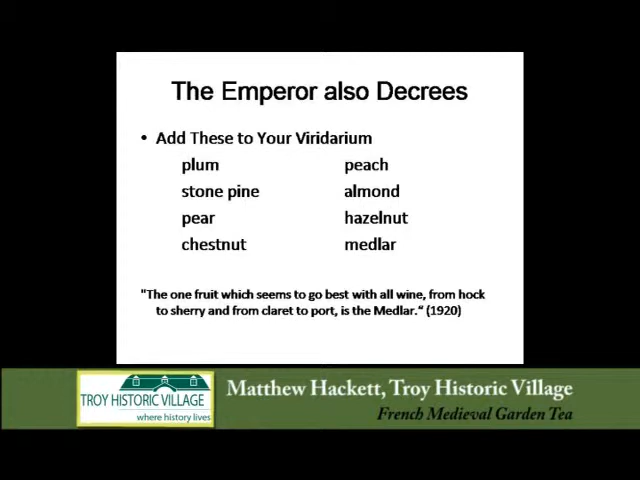 The Emperor also Decrees
• Add These to Your Viridarium
plum peach
stone pine almond
pear hazelnut
chestnut medlar
"The one fruit which seems to go best with all wine, from hock
to sherry and from claret to port, is the Medlar.“ (1920)
TROY HISTORIC VILLAGE
where history lives
Matthew Hackett, Troy Historic Village
French Medieval Garden Tea